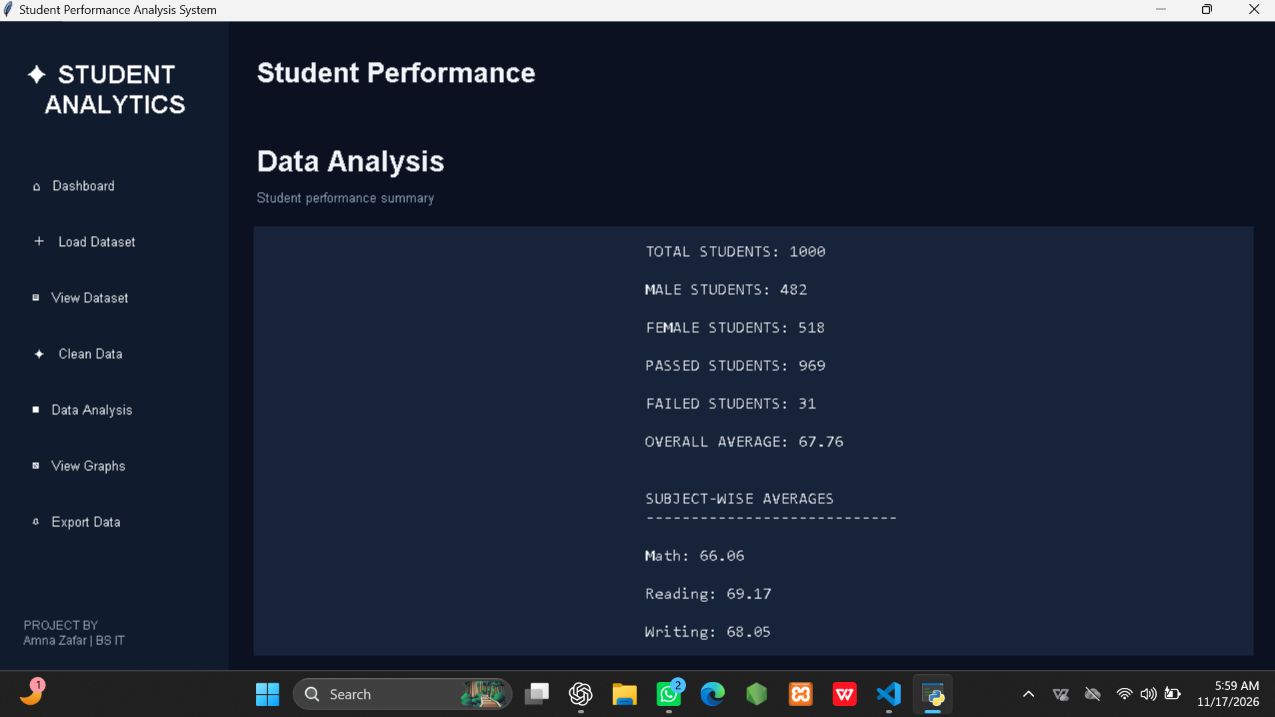 Student Performance Analysis System
✦ STUDENT
ANALYTICS
Dashboard
+ Load Dataset
View Dataset
✦ Clean Data
■ Data Analysis
View Graphs
Export Data
PROJECT BY
Amna Zafar | BS IT
Student Performance
Data Analysis
Student performance summary
TOTAL STUDENTS: 1000
MALE STUDENTS: 482
FEMALE STUDENTS: 518
PASSED STUDENTS: 969
FAILED STUDENTS: 31
OVERALL AVERAGE: 67.76
SUBJECT-WISE AVERAGES
----------------------------
Math: 66.06
Reading: 69.17
Writing: 68.05
1
Search
2
5:59 AM
11/17/2026